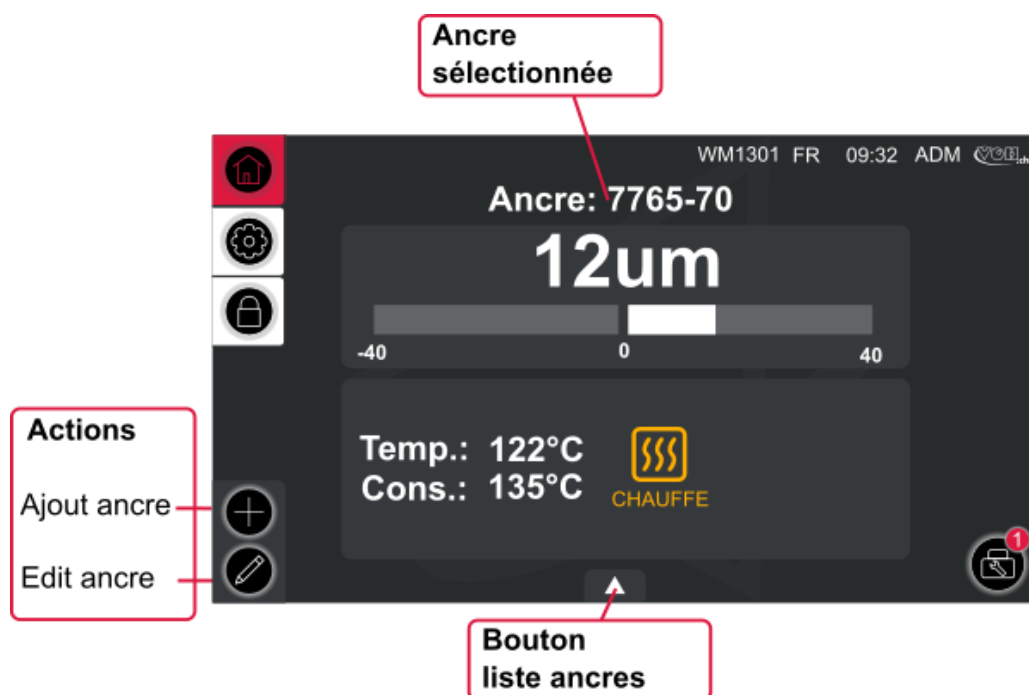 Ancre
sélectionnée
WM1301 FR 09:32 ADM
Ancre: 7765-70
12um
-40 0 40
Actions
Ajout ancre
Edit ancre
Temp.: 122°C
Cons.: 135°C
CHAUFFE
1
Bouton
liste ancres